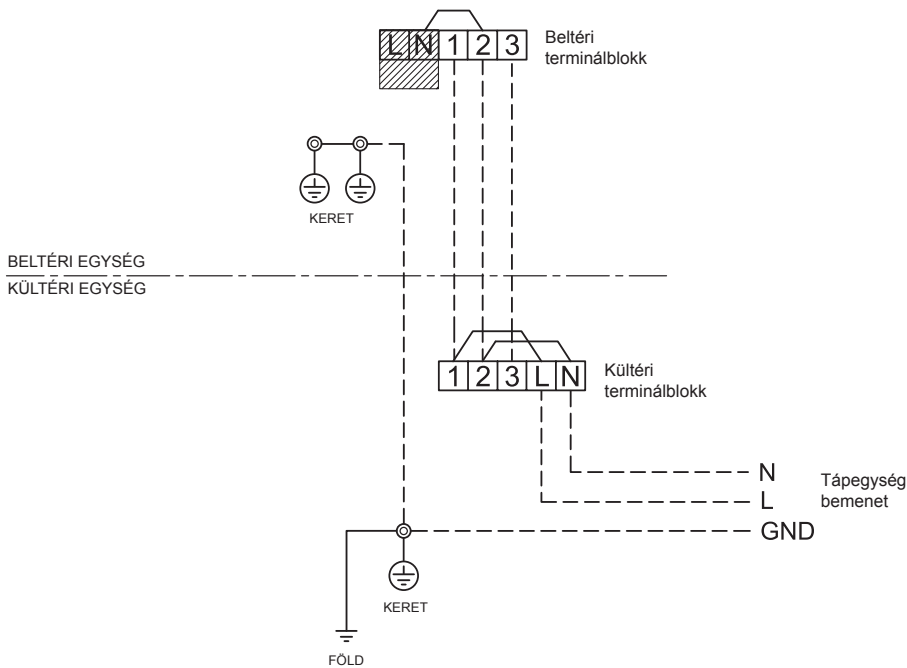 L N 1 2 3
Beltéri
terminálblokk
KERET
BELTÉRI EGYSÉG
KÜLTÉRI EGYSÉG
1 2 3 L N
Kültéri
terminálblokk
N
L
GND
Tápegység
bemenet
KERET
FÖLD